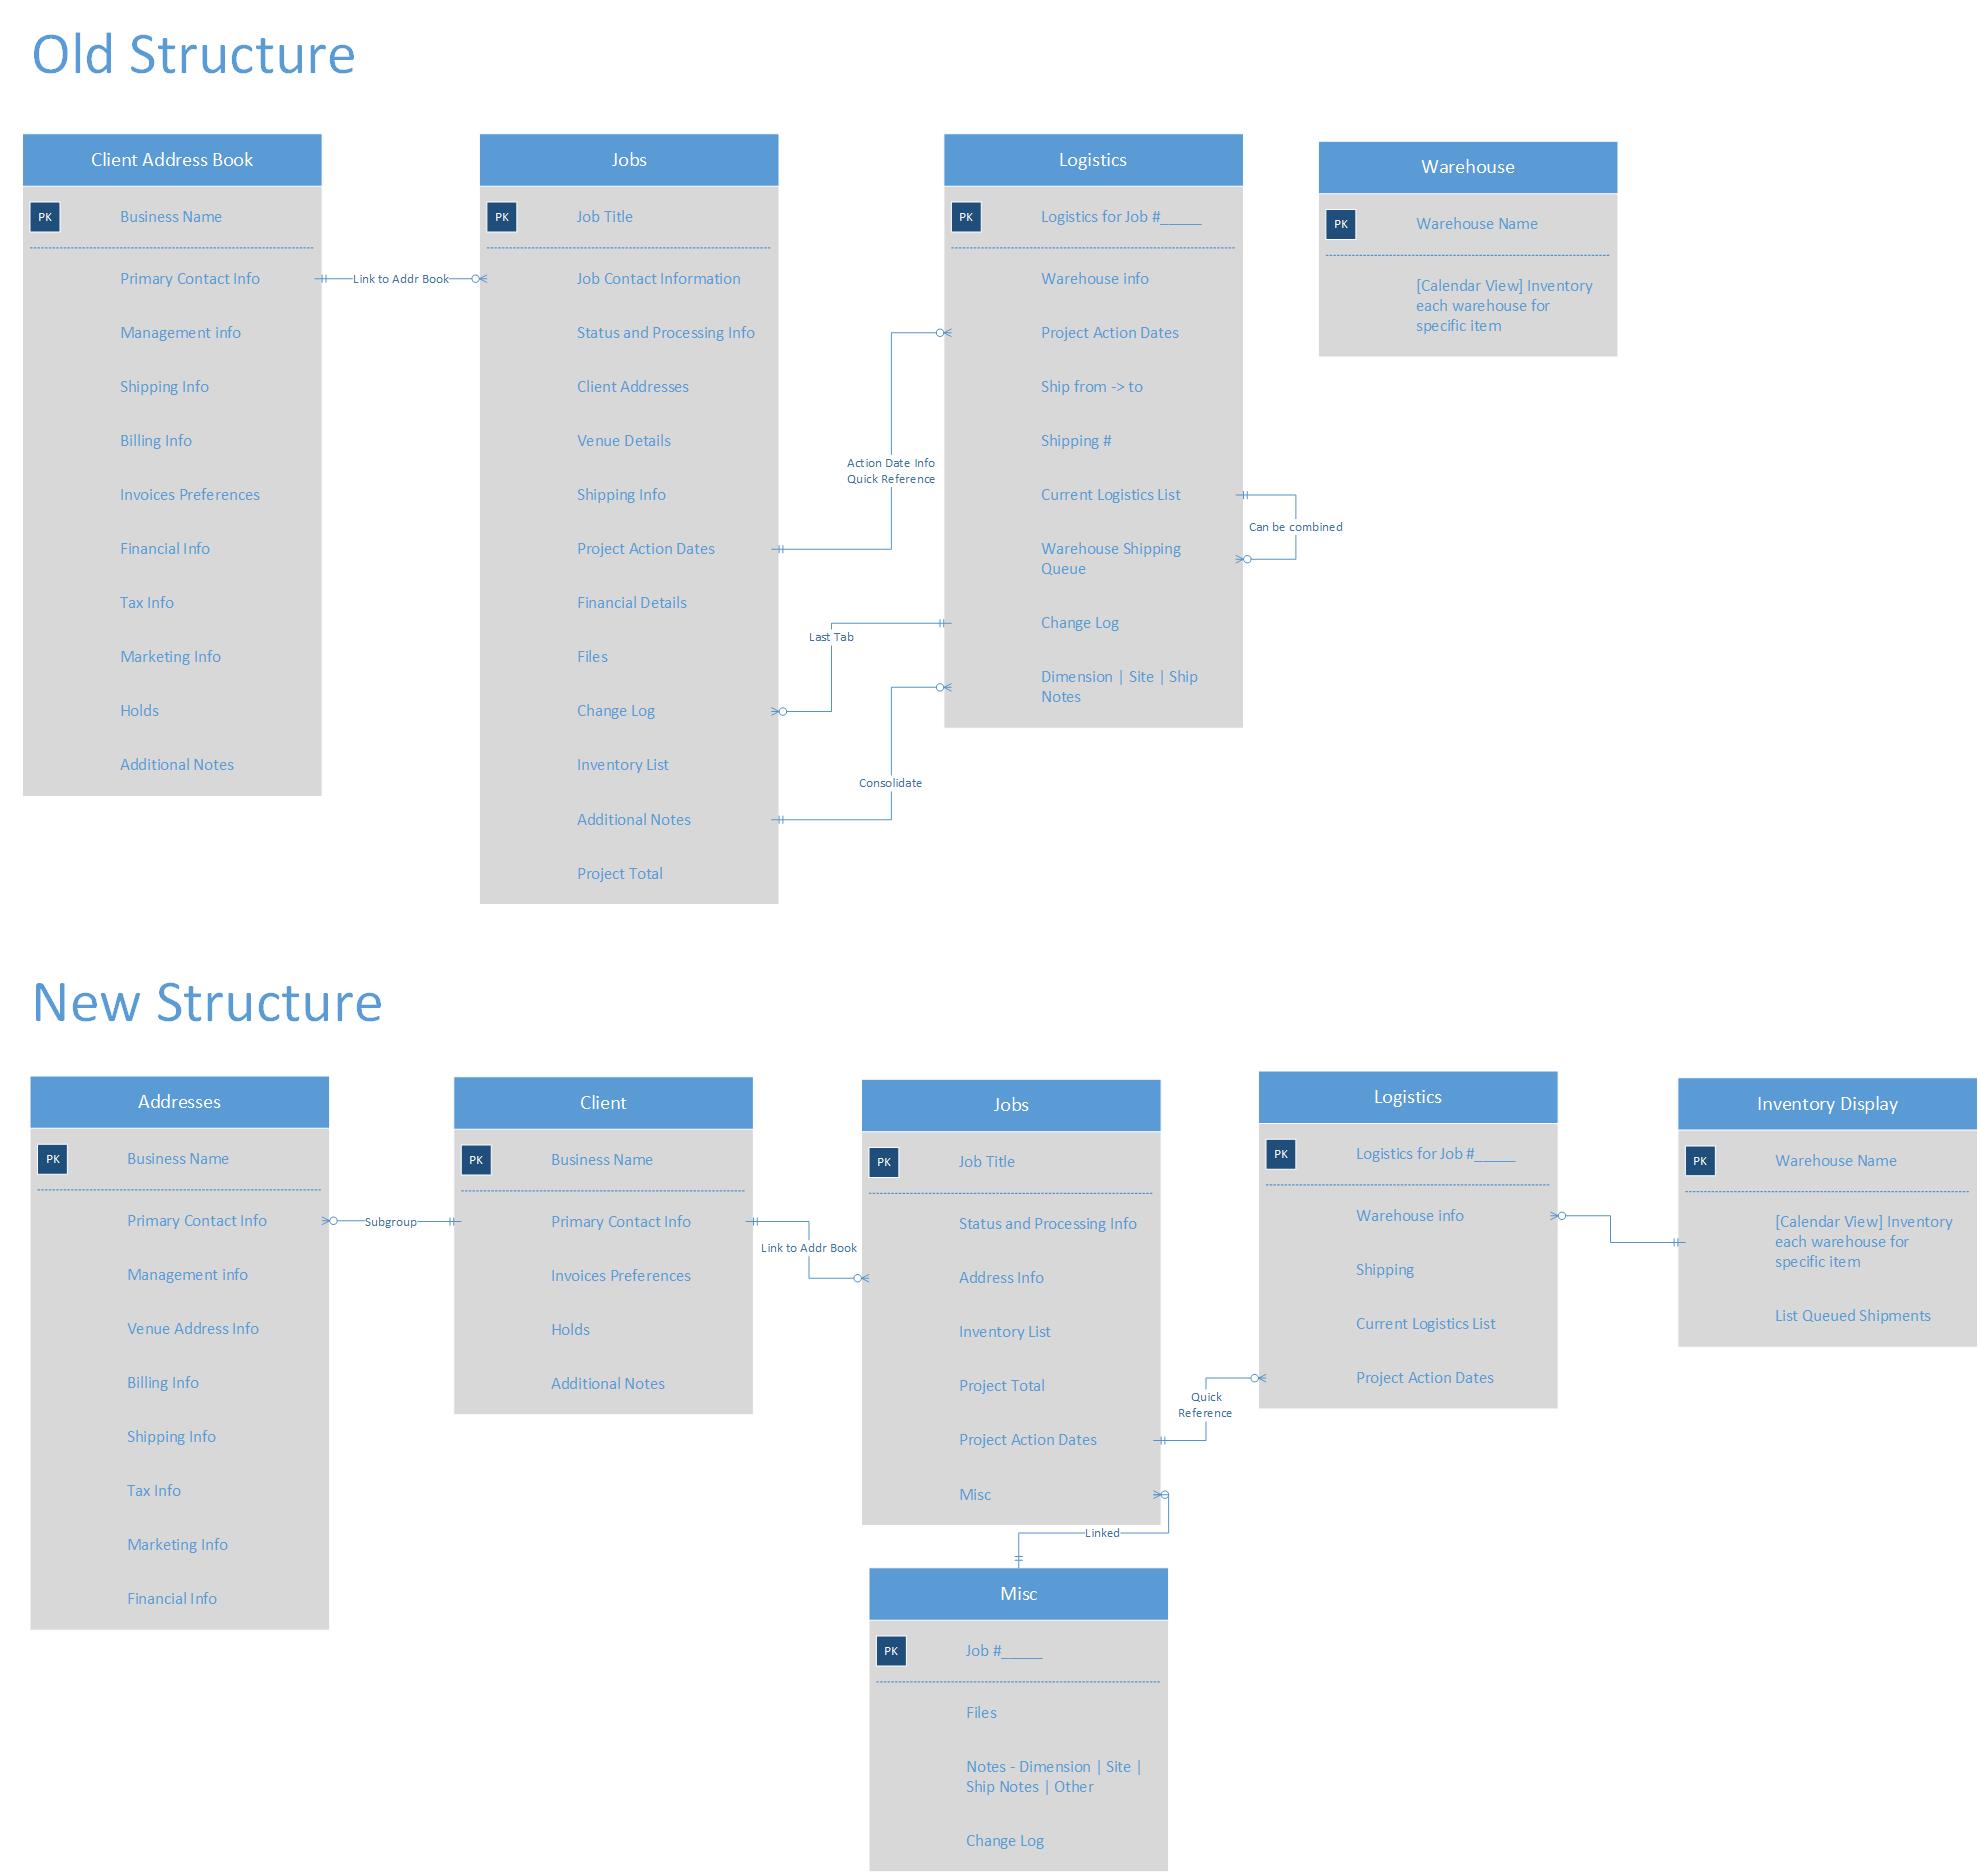 Old Structure
Client Address Book
PK
Business Name
Primary Contact Info
Management info
Shipping Info
Billing Info
Invoices Preferences
Financial Info
Tax Info
Marketing Info
Holds
Additional Notes
Link to Addr Book
Jobs
PK
Job Title
Job Contact Information
Status and Processing Info
Client Addresses
Venue Details
Shipping Info
Project Action Dates
Financial Details
Files
Change Log
Inventory List
Additional Notes
Project Total
Action Date Info
Quick Reference
Last Tab
Consolidate
Logistics
PK
Logistics for Job #_____
Warehouse info
Project Action Dates
Ship from -> to
Shipping #
Current Logistics List
Warehouse Shipping
Queue
Change Log
Dimension | Site | Ship
Notes
Can be combined
Warehouse
PK
Warehouse Name
[Calendar View] Inventory
each warehouse for
specific item
New Structure
Addresses
PK
Business Name
Primary Contact Info
Management info
Venue Address Info
Billing Info
Shipping Info
Tax Info
Marketing Info
Financial Info
Subgroup
Client
PK
Business Name
Primary Contact Info
Invoices Preferences
Holds
Additional Notes
Link to Addr Book
Jobs
PK
Job Title
Status and Processing Info
Address Info
Inventory List
Project Total
Project Action Dates
Misc
Quick
Reference
Linked
Misc
PK
Job #_____
Files
Notes - Dimension | Site |
Ship Notes | Other
Change Log
Logistics
PK
Logistics for Job #_____
Warehouse info
Shipping
Current Logistics List
Project Action Dates
Inventory Display
PK
Warehouse Name
[Calendar View] Inventory
each warehouse for
specific item
List Queued Shipments